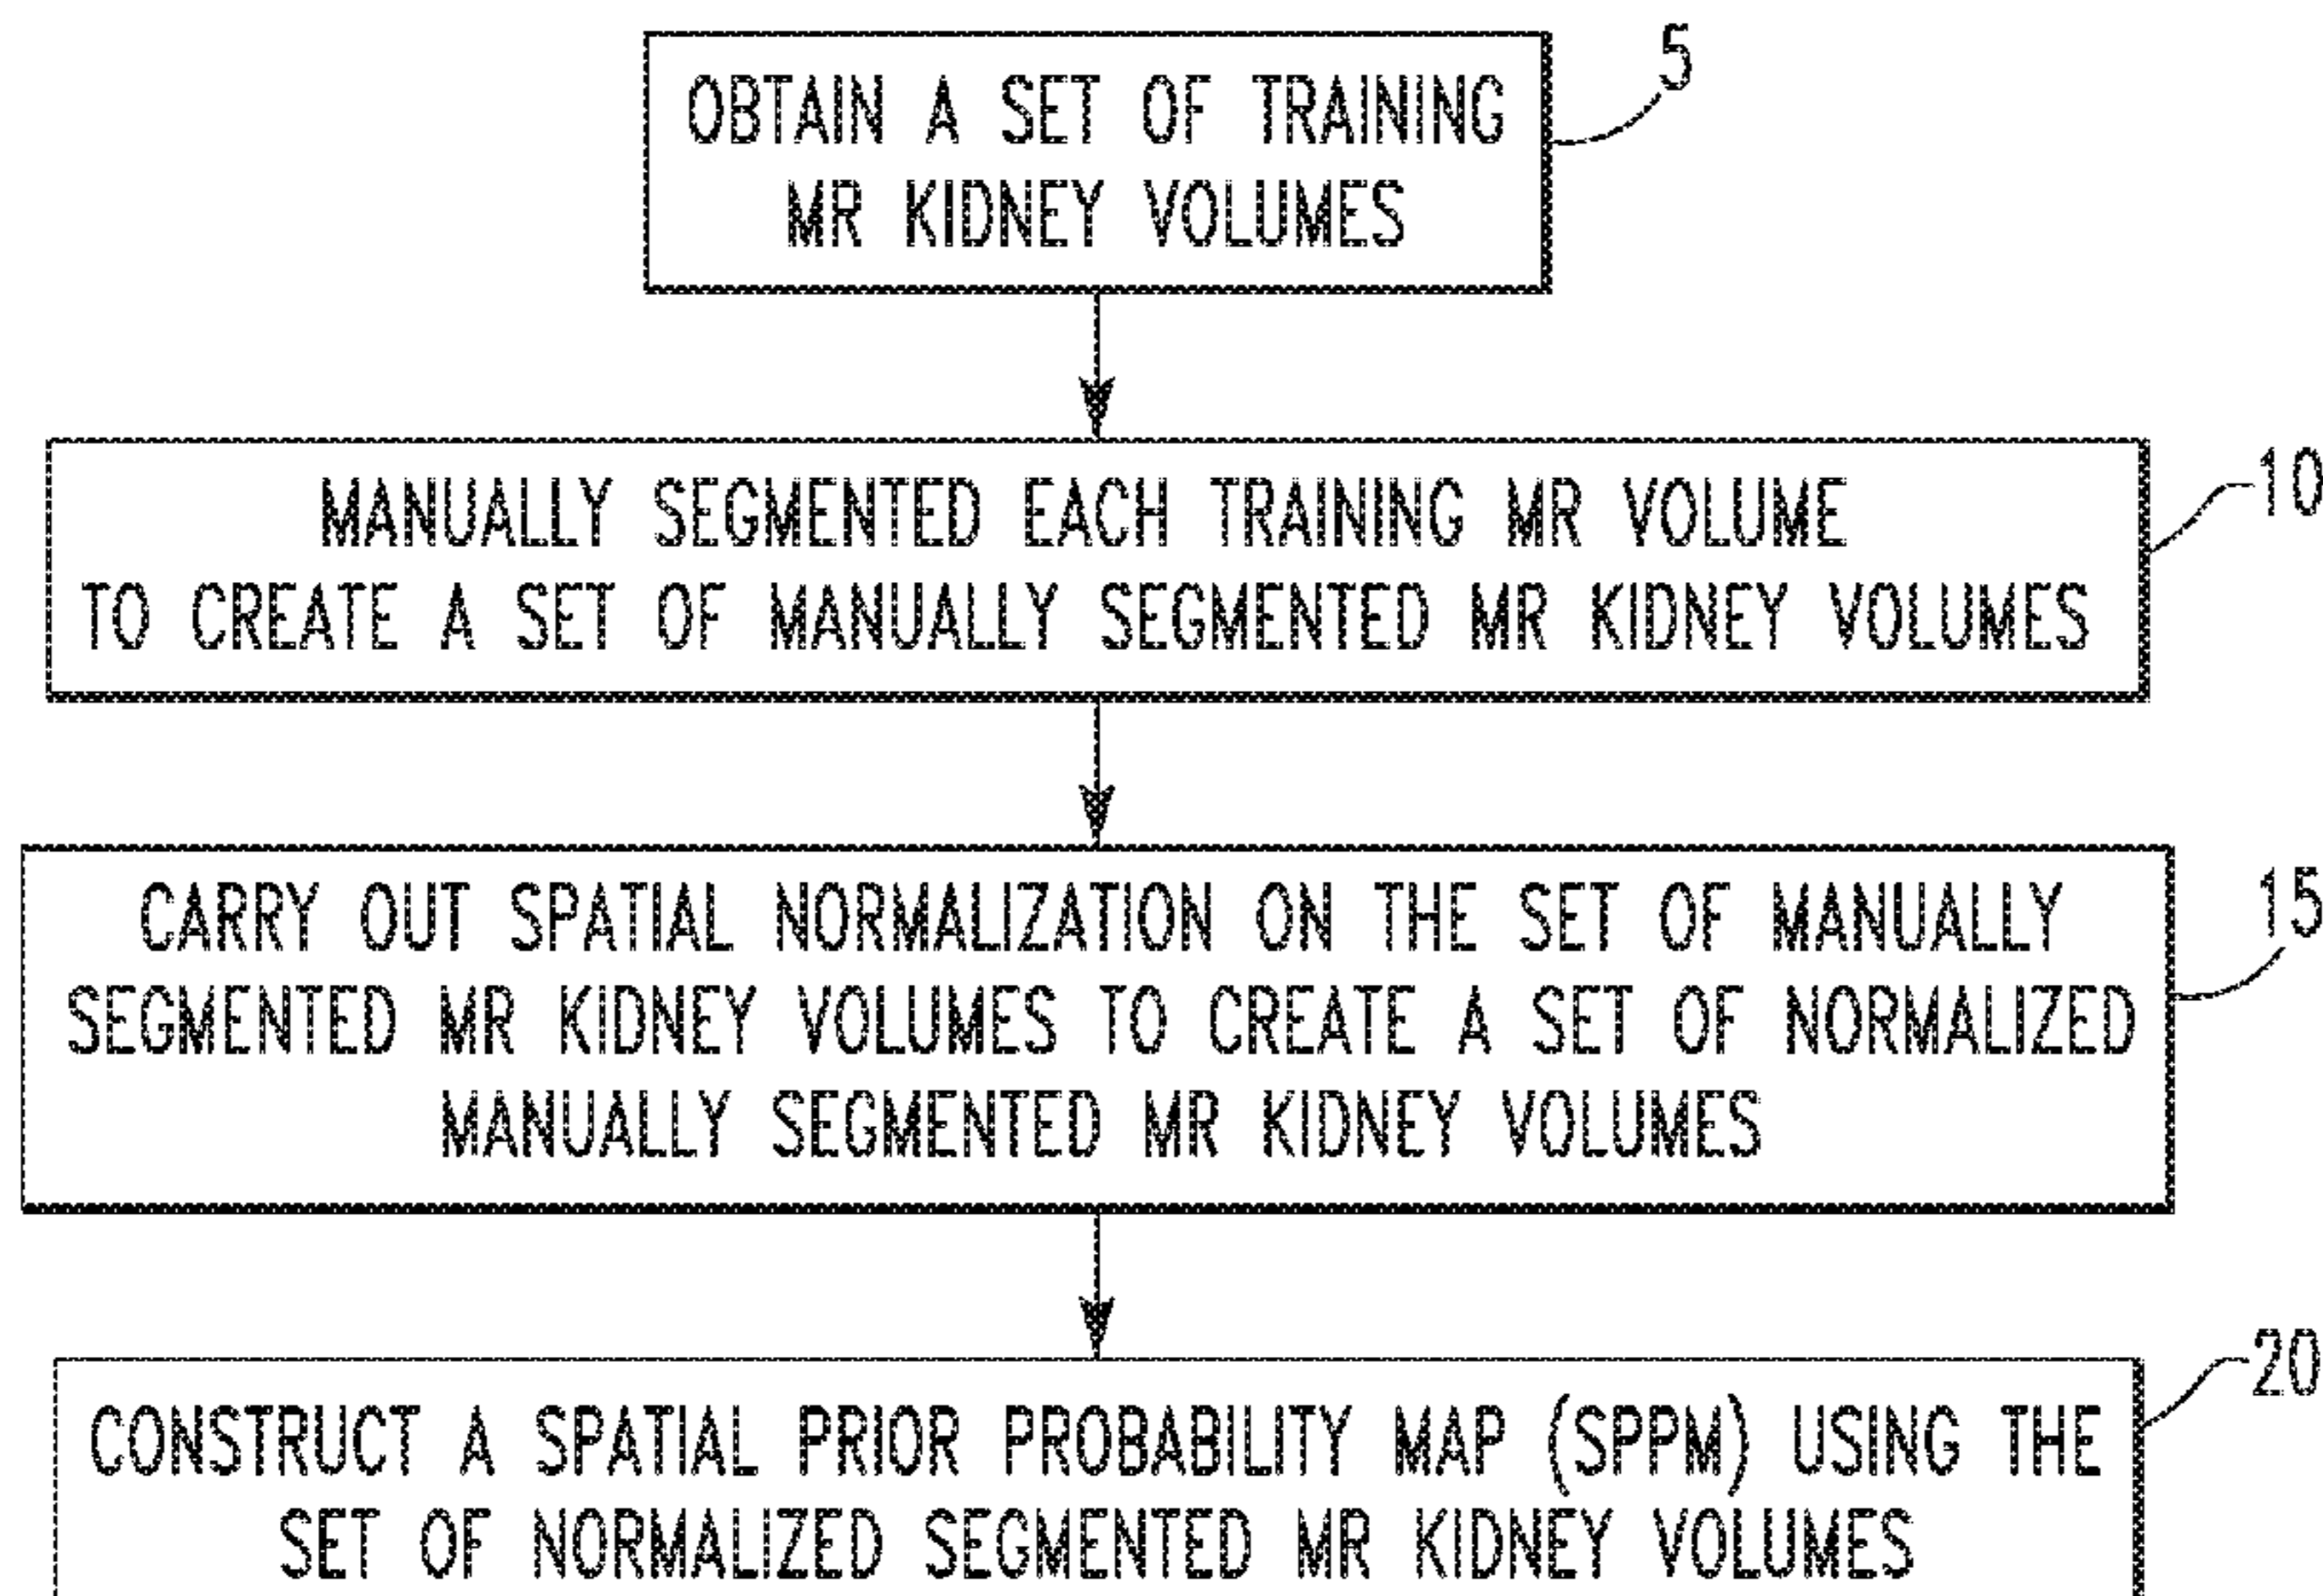 OBTAIN A SET OF TRAINING
MR KIDNEY VOLUMES
5
MANUALLY SEGMENTED EACH TRAINING MR VOLUME
TO CREATE A SET OF MANUALLY SEGMENTED MR KIDNEY VOLUMES
10
CARRY OUT SPATIAL NORMALIZATION ON THE SET OF MANUALLY
SEGMENTED MR KIDNEY VOLUMES TO CREATE A SET OF NORMALIZED
MANUALLY SEGMENTED MR KIDNEY VOLUMES
15
CONSTRUCT A SPATIAL PRIOR PROBABILITY MAP (SPPM) USING THE
SET OF NORMALIZED SEGMENTED MR KIDNEY VOLUMES
20